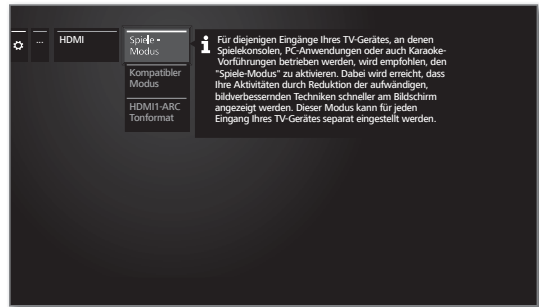 ... HDMI
Spiele -
Modus
Kompatibler
Modus
HDMI1-ARC
Tonformat
i Für diejenigen Eingänge Ihres TV-Gerätes, an denen
Spielekonsolen, PC-Anwendungen oder auch Karaoke-
Vorführungen betrieben werden, wird empfohlen, den
"Spiele-Modus" zu aktivieren. Dabei wird erreicht, dass
Ihre Aktivitäten durch Reduktion der aufwändigen,
bildverbessernden Techniken schneller am Bildschirm
angezeigt werden. Dieser Modus kann für jeden
Eingang Ihres TV-Gerätes separat eingestellt werden.